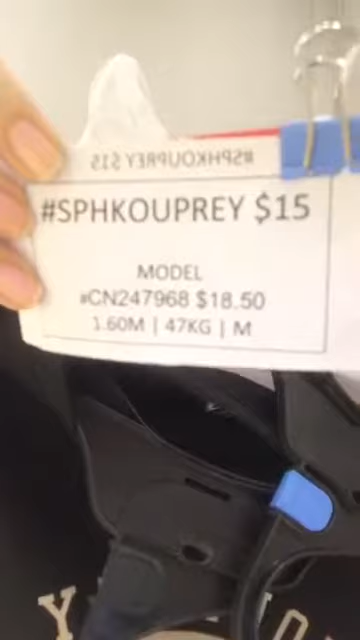 #SPHKOUPREY $15
#SPHKOUPREY $15
MODEL
#CN247968 $18.50
1.60M | 47KG | M
Y